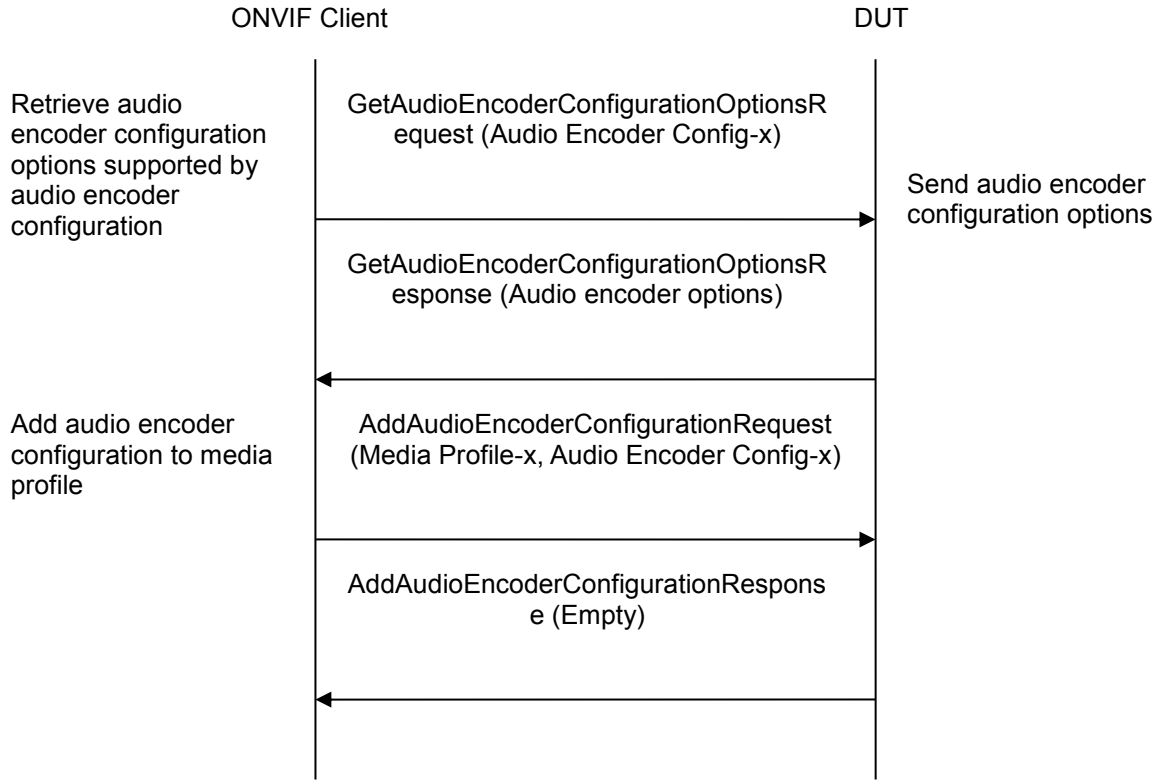 ONVIF Client
DUT
Retrieve audio
encoder configuration
options supported by
audio encoder
configuration
GetAudioEncoderConfigurationOptionsR
equest (Audio Encoder Config-x)
Send audio encoder
configuration options
GetAudioEncoderConfigurationOptionsR
esponse (Audio encoder options)
Add audio encoder
configuration to media
profile
AddAudioEncoderConfigurationRequest
(Media Profile-x, Audio Encoder Config-x)
AddAudioEncoderConfigurationRespons
e (Empty)